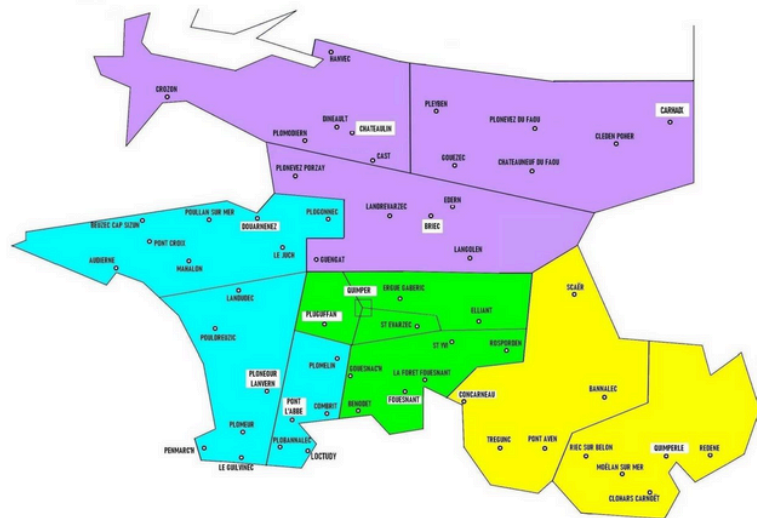 HANVEC
CROZON
DINEAULT
CHATEAULIN
PLOMODIERN
CAST
PLEYBEN
PLONEVEZ DU FAOU
CARHAIX
CLEDEN POHER
GOUEZEC
CHATEAUNEUF DU FAOU
PLONEVEZ PORZAY
LANDREVARZEC
EDERN
BRIEC
LANGOLEN
GUENGAT
BEUZEC CAP SIZUN
POULLAN SUR MER
DOUARNENEZ
PLOGONNEC
PONT CROIX
LE JUCH
AUDIERNE
MAHALON
LANDUDEC
POULDREUZIC
QUIMPER
ERGUE GABERIC
PLUGUFFAN
ST EVARZEC
ELLIANT
SCAËR
PLOMELIN
ST YVI
ROSPORDEN
GOUESNAC'N
LA FORET FOUESNANT
PLONEOUR
LANVERN
PONT
L'ABBE
COMBRIT
BENODET
FOUESNANT
CONCARNEAU
BANNALEC
PLOMEUR
PLOBANNALEC
PENMARC'N
LE GUILVINEC
LOCTUDY
TREGUNC
PONT AVEN
RIEC SUR BELON
QUIMPERLE
REDENE
MOËLAN SUR MER
CLOHARS CARNOËT